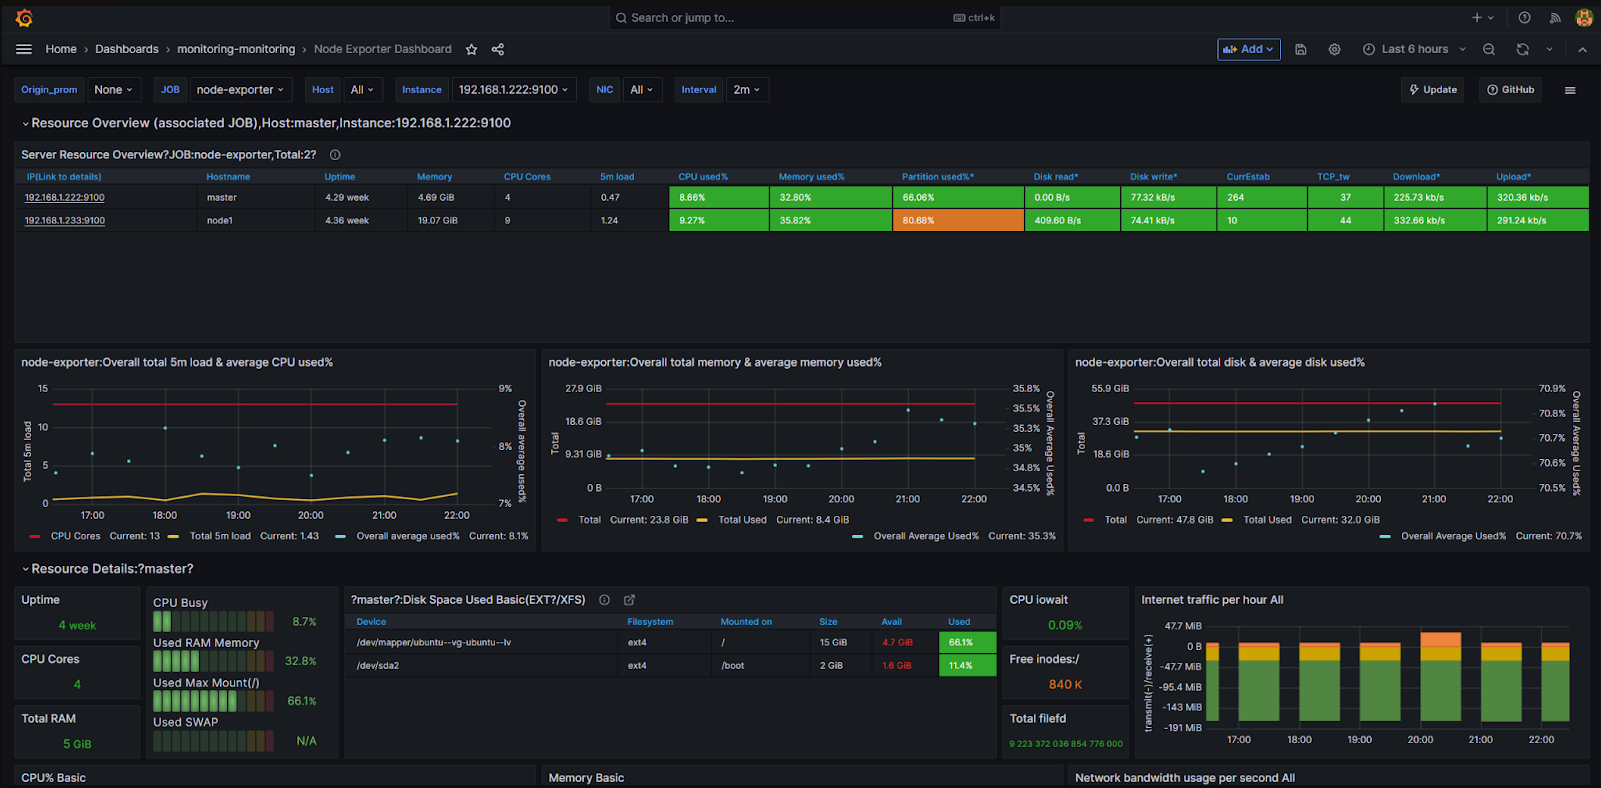 Search or jump to... ctrl+k
Home › Dashboards › monitoring-monitoring › Node Exporter Dashboard Add Last 6 hours
Origin_prom None JOB node-exporter Host All Instance 192.168.1.222:9100 NIC All Interval 2m Update GitHub
Resource Overview (associated JOB),Host:master,Instance:192.168.1.222:9100
Server Resource Overview?JOB:node-exporter,Total:2?
IP(Link to details) Hostname Uptime Memory CPU Cores 5m load CPU used% Memory used% Partition used%* Disk read* Disk write* CurrEstab TCP_tw Download* Upload*
192.168.1.222:9100 master 4.29 week 4.69 GiB 4 0.47 8.66% 32.80% 66.06% 0.00 B/s 77.32 kb/s 264 37 225.73 kb/s 320.36 kb/s
192.168.1.233:9100 node1 4.36 week 19.07 GiB 9 1.24 9.27% 35.82% 80.68% 409.60 B/s 74.41 kb/s 10 44 332.66 kb/s 291.24 kb/s
node-exporter:Overall total 5m load & average CPU used%
Total 5m load
15
10
5
0
9%
8%
7%
Overall average used%
17:00 18:00 19:00 20:00 21:00 22:00
CPU Cores Current: 13 Total 5m load Current: 1.43 Overall average used% Current: 8.1%
node-exporter:Overall total memory & average memory used%
Total
27.9 GiB
18.6 GiB
9.31 GiB
0 B
35.8%
35.5%
35.3%
35%
34.8%
34.5%
Overall Average Used%
17:00 18:00 19:00 20:00 21:00 22:00
Total Current: 23.8 GiB Total Used Current: 8.4 GiB
Overall Average Used% Current: 35.3%
node-exporter:Overall total disk & average disk used%
Total
55.9 GiB
37.3 GiB
18.6 GiB
0.0 B
70.9%
70.8%
70.7%
70.6%
70.5%
Overall Average Used%
17:00 18:00 19:00 20:00 21:00 22:00
Total Current: 47.8 GiB Total Used Current: 32.0 GiB
Overall Average Used% Current: 70.7%
Resource Details:?master?
Uptime
4 week
CPU Cores
4
Total RAM
5 GiB
CPU Busy
8.7%
Used RAM Memory
32.8%
Used Max Mount(/)
66.1%
Used SWAP
N/A
?master?:Disk Space Used Basic(EXT?/XFS)
Device Filesystem Mounted on Size Avail Used
/dev/mapper/ubuntu--vg-ubuntu--lv ext4 / 15 GiB 4.7 GiB 66.1%
/dev/sda2 ext4 /boot 2 GiB 1.6 GiB 11.4%
CPU iowait
0.09%
Free inodes:/
840 K
Total filefd
9 223 372 036 854 776 000
Internet traffic per hour All
transmit(-)/receive(+)
47.7 MiB
0 B
-47.7 MiB
-95.4 MiB
-143 MiB
-191 MiB
17:00 18:00 19:00 20:00 21:00 22:00
CPU% Basic
Memory Basic
Network bandwidth usage per second All